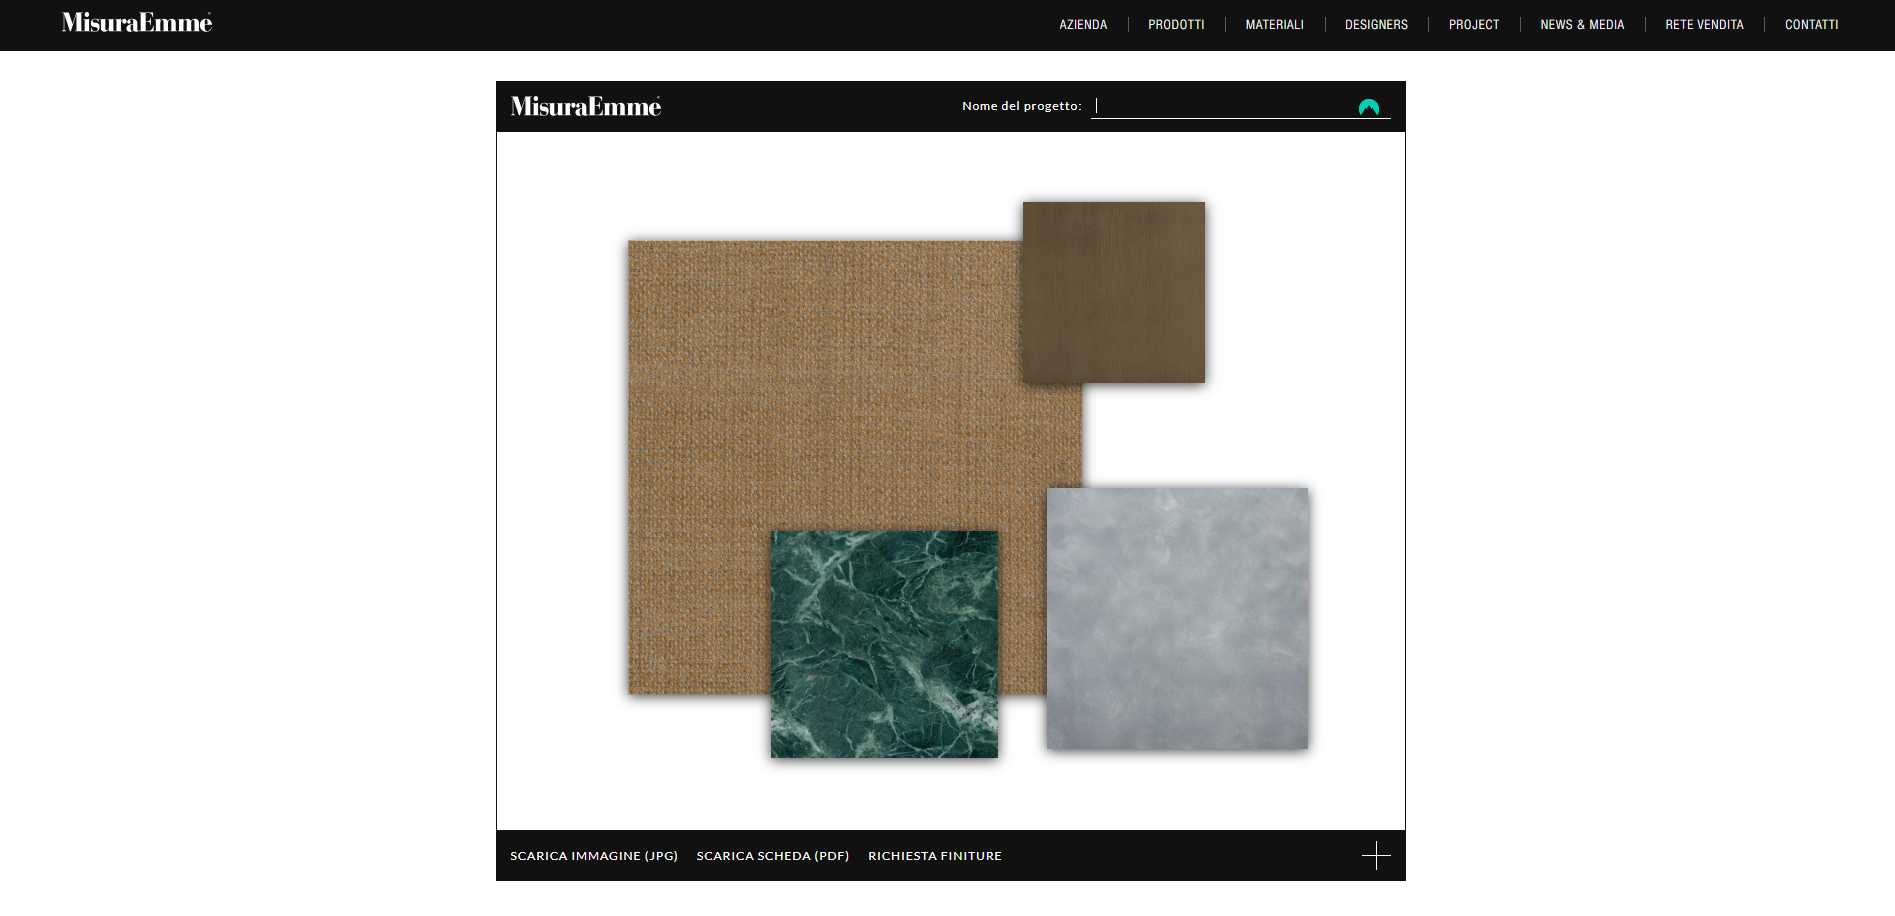 MisuraEmme®
AZIENDA PRODOTTI MATERIALI DESIGNERS PROJECT NEWS & MEDIA RETE VENDITA CONTATTI
MisuraEmme® Nome del progetto:
SCARICA IMMAGINE (JPG) SCARICA SCHEDA (PDF) RICHIESTA FINITURE